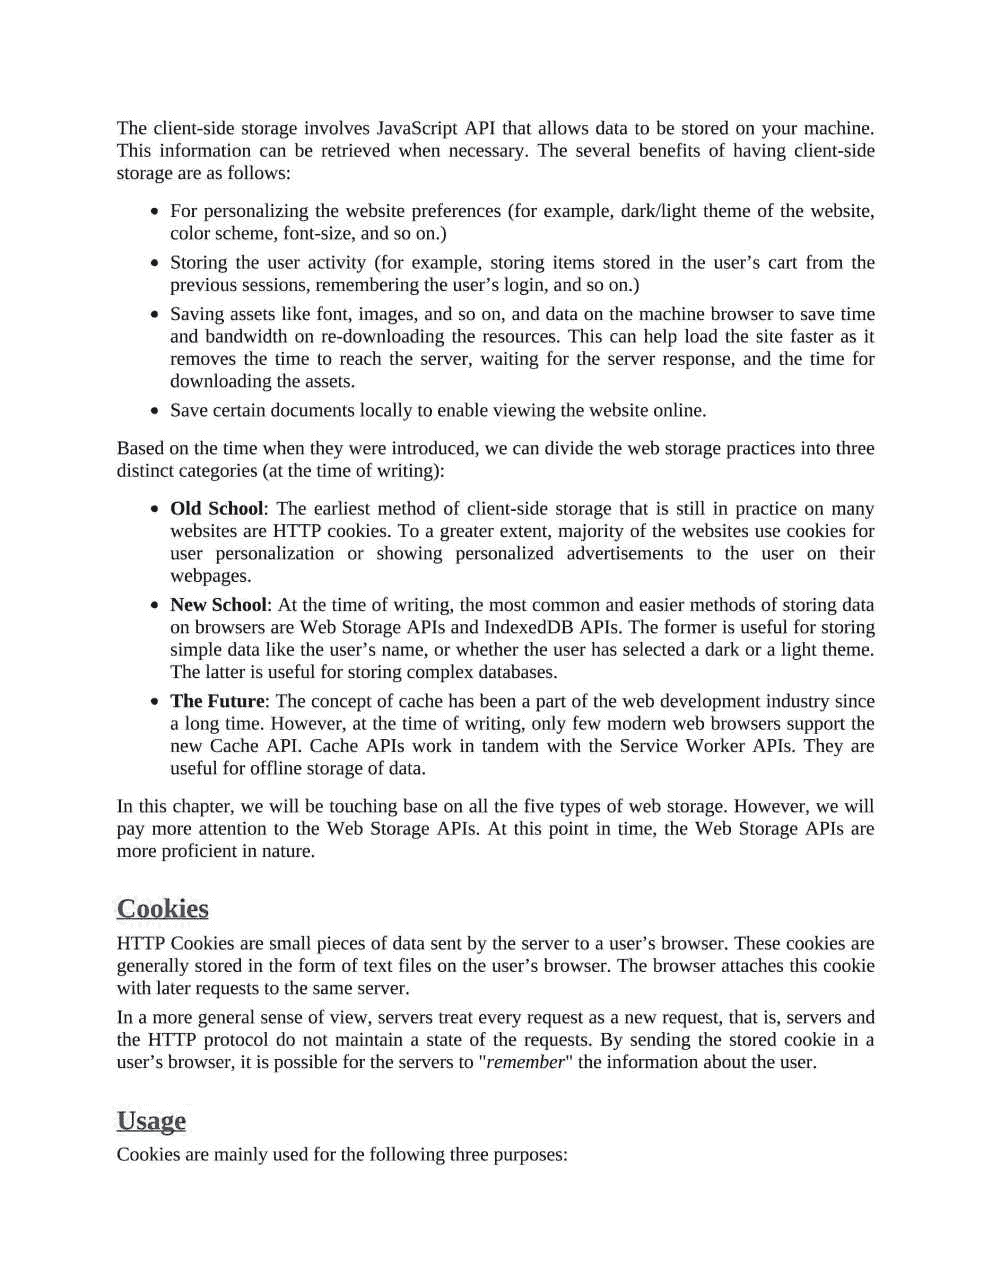 The client-side storage involves JavaScript API that allows data to be stored on your machine.
This information can be retrieved when necessary. The several benefits of having client-side
storage are as follows:
• For personalizing the website preferences (for example, dark/light theme of the website,
color scheme, font-size, and so on.)
• Storing the user activity (for example, storing items stored in the user’s cart from the
previous sessions, remembering the user’s login, and so on.)
• Saving assets like font, images, and so on, and data on the machine browser to save time
and bandwidth on re-downloading the resources. This can help load the site faster as it
removes the time to reach the server, waiting for the server response, and the time for
downloading the assets.
• Save certain documents locally to enable viewing the website online.
Based on the time when they were introduced, we can divide the web storage practices into three
distinct categories (at the time of writing):
• Old School: The earliest method of client-side storage that is still in practice on many
websites are HTTP cookies. To a greater extent, majority of the websites use cookies for
user personalization or showing personalized advertisements to the user on their
webpages.
• New School: At the time of writing, the most common and easier methods of storing data
on browsers are Web Storage APIs and IndexedDB APIs. The former is useful for storing
simple data like the user’s name, or whether the user has selected a dark or a light theme.
The latter is useful for storing complex databases.
• The Future: The concept of cache has been a part of the web development industry since
a long time. However, at the time of writing, only few modern web browsers support the
new Cache API. Cache APIs work in tandem with the Service Worker APIs. They are
useful for offline storage of data.
In this chapter, we will be touching base on all the five types of web storage. However, we will
pay more attention to the Web Storage APIs. At this point in time, the Web Storage APIs are
more proficient in nature.
Cookies
HTTP Cookies are small pieces of data sent by the server to a user’s browser. These cookies are
generally stored in the form of text files on the user’s browser. The browser attaches this cookie
with later requests to the same server.
In a more general sense of view, servers treat every request as a new request, that is, servers and
the HTTP protocol do not maintain a state of the requests. By sending the stored cookie in a
user’s browser, it is possible for the servers to "remember" the information about the user.
Usage
Cookies are mainly used for the following three purposes: